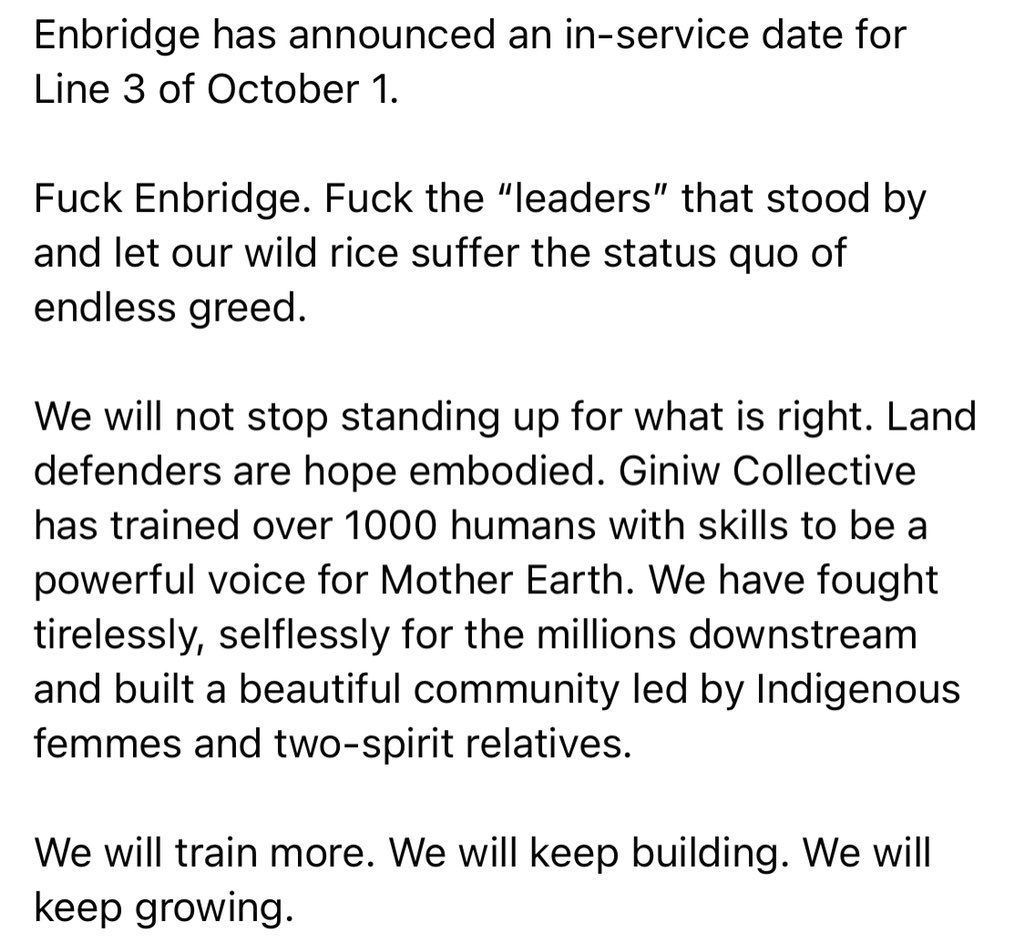 Enbridge has announced an in-service date for
Line 3 of October 1.
Fuck Enbridge. Fuck the “leaders” that stood by
and let our wild rice suffer the status quo of
endless greed.
We will not stop standing up for what is right. Land
defenders are hope embodied. Giniw Collective
has trained over 1000 humans with skills to be a
powerful voice for Mother Earth. We have fought
tirelessly, selflessly for the millions downstream
and built a beautiful community led by Indigenous
femmes and two-spirit relatives.
We will train more. We will keep building. We will
keep growing.